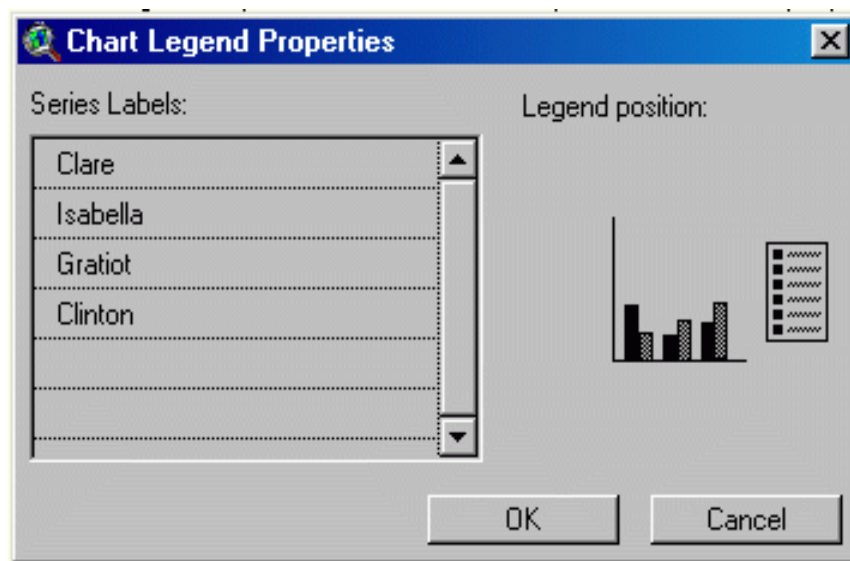 Chart Legend Properties
Series Labels:
Legend position:
Clare
Isabella
Gratiot
Clinton
OK
Cancel